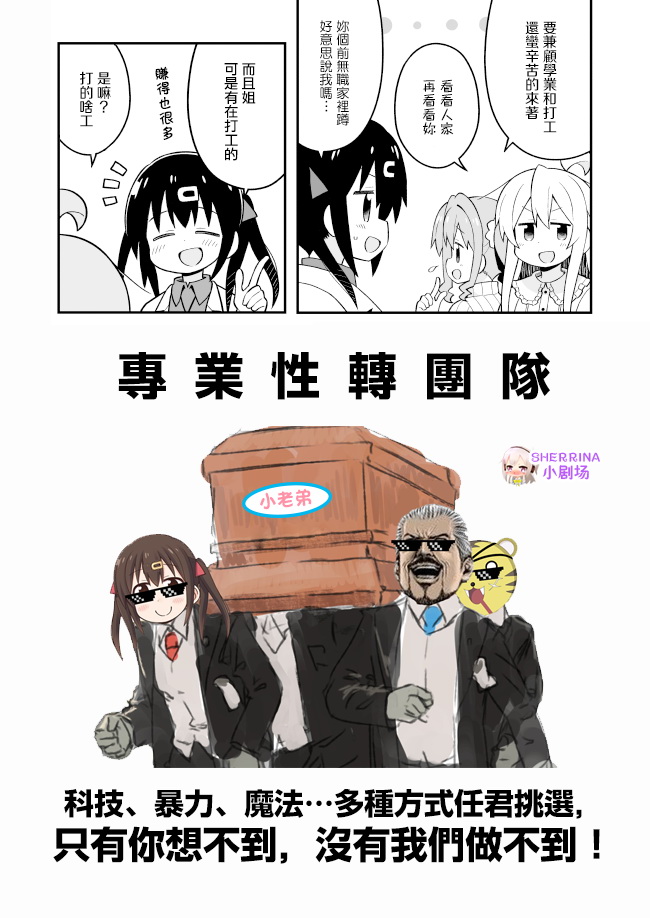 要兼顧學業和打工
還蠻辛苦的來著
看看人家
再看看妳
妳個前無職家裡蹲
好意思說我嗎…
而且姐
可是有在打工的
賺得也很多
是嘛？
打的啥工
專業性轉團隊
SHERRINA
小剧场
小老弟
科技、暴力、魔法…多種方式任君挑選，
只有你想不到，沒有我們做不到！